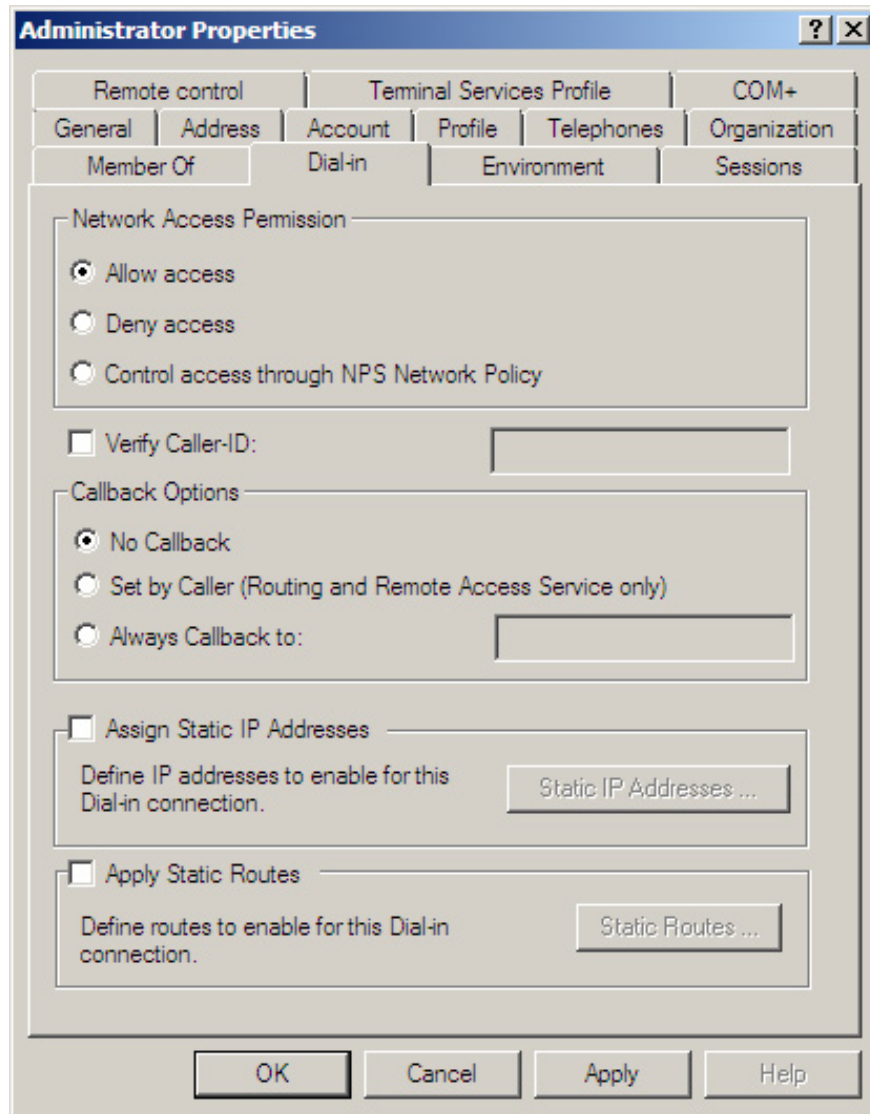 Administrator Properties
Remote control Terminal Services Profile COM+
General Address Account Profile Telephones Organization
Member Of Dial-in Environment Sessions
Network Access Permission
Allow access
Deny access
Control access through NPS Network Policy
Verify Caller-ID:
Callback Options
No Callback
Set by Caller (Routing and Remote Access Service only)
Always Callback to:
Assign Static IP Addresses
Define IP addresses to enable for this
Dial-in connection.
Static IP Addresses ...
Apply Static Routes
Define routes to enable for this Dial-in
connection.
Static Routes ...
OK Cancel Apply Help